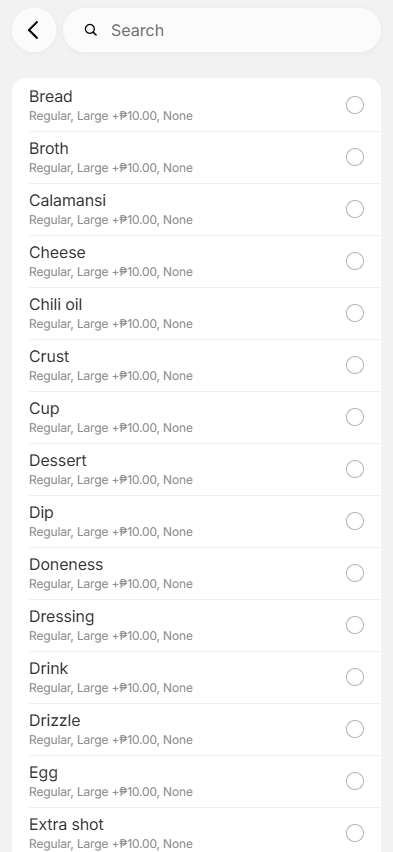 Search
Bread
Regular, Large +₱10.00, None
Broth
Regular, Large +₱10.00, None
Calamansi
Regular, Large +₱10.00, None
Cheese
Regular, Large +₱10.00, None
Chili oil
Regular, Large +₱10.00, None
Crust
Regular, Large +₱10.00, None
Cup
Regular, Large +₱10.00, None
Dessert
Regular, Large +₱10.00, None
Dip
Regular, Large +₱10.00, None
Doneness
Regular, Large +₱10.00, None
Dressing
Regular, Large +₱10.00, None
Drink
Regular, Large +₱10.00, None
Drizzle
Regular, Large +₱10.00, None
Egg
Regular, Large +₱10.00, None
Extra shot
Regular, Large +₱10.00, None